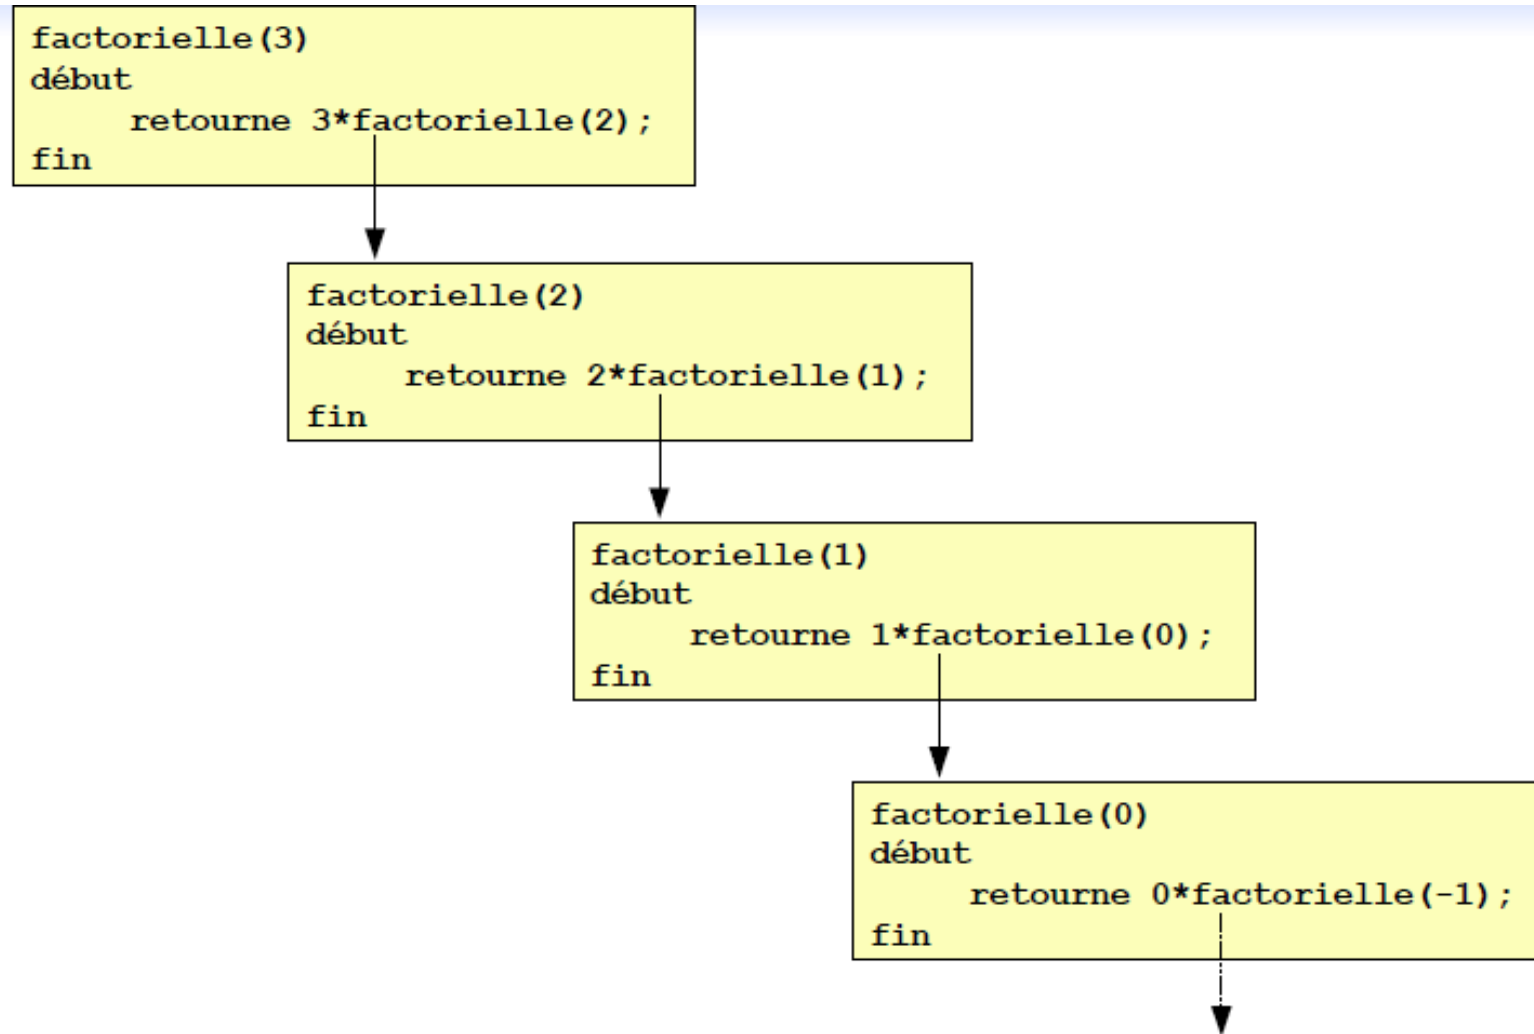 factorielle(3)
début
retourne 3*factorielle(2);
fin
factorielle(2)
début
retourne 2*factorielle(1);
fin
factorielle(1)
début
retourne 1*factorielle(0);
fin
factorielle(0)
début
retourne 0*factorielle(-1);
fin